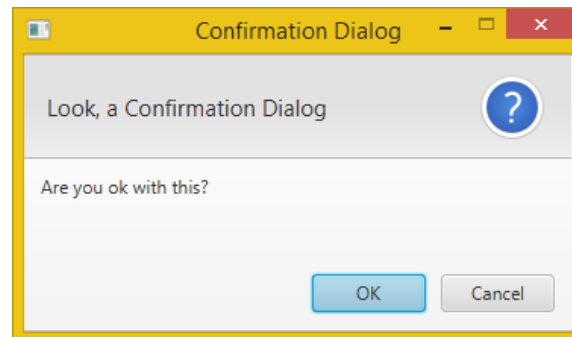 Confirmation Dialog
Look, a Confirmation Dialog
?
Are you ok with this?
OK
Cancel